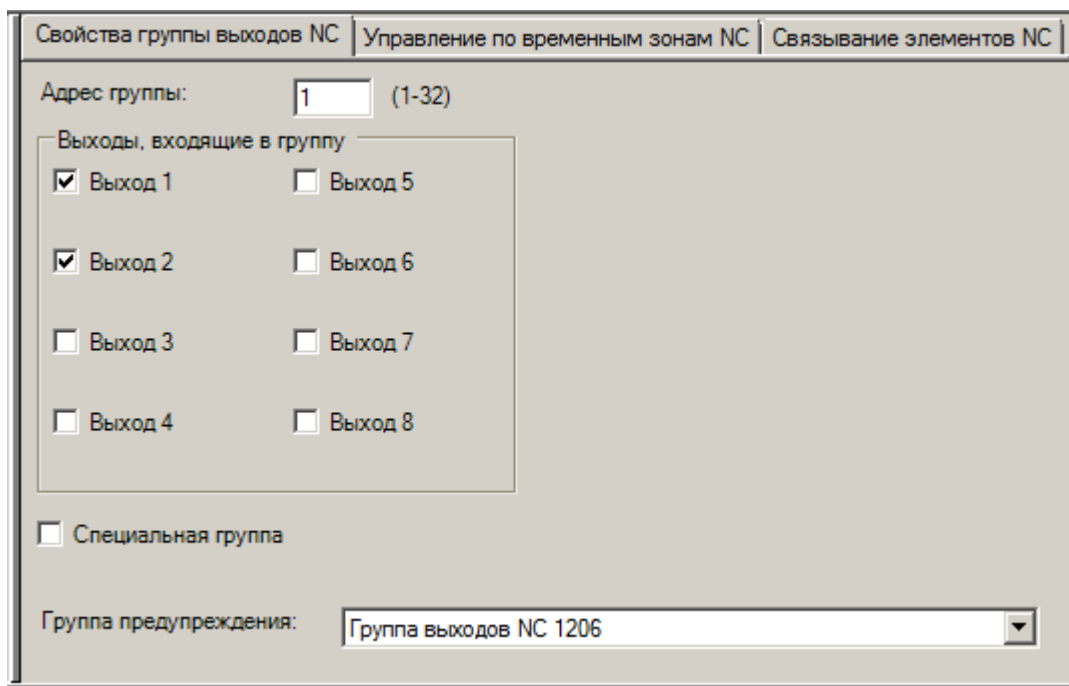 Свойства группы выходов NC Управление по временным зонам NC Связывание элементов NC
Адрес группы: 1 (1-32)
Выходы, входящие в группу
Выход 1 Выход 5
Выход 2 Выход 6
Выход 3 Выход 7
Выход 4 Выход 8
Специальная группа
Группа предупреждения: Группа выходов NC 1206